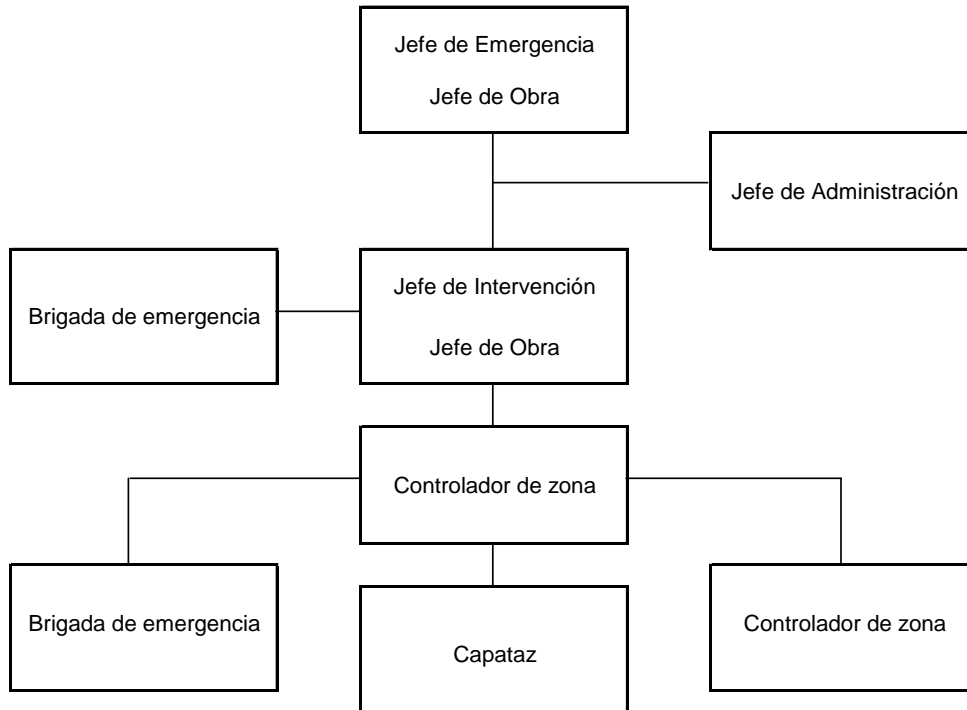 Jefe de Emergencia
Jefe de Obra
Jefe de Administración
Brigada de emergencia
Jefe de Intervención
Jefe de Obra
Controlador de zona
Brigada de emergencia
Capataz
Controlador de zona